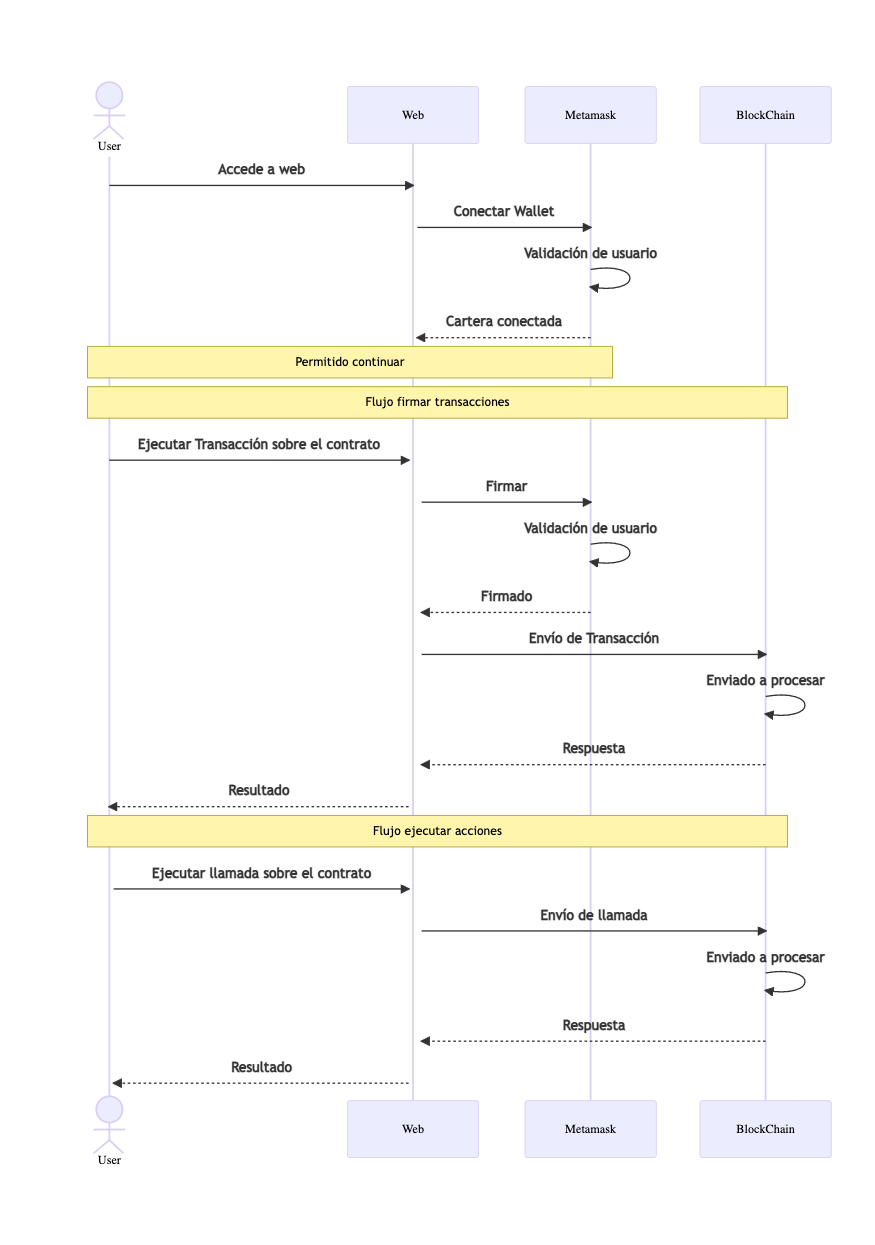 User
Web
Metamask
BlockChain
Accede a web
Conectar Wallet
Validación de usuario
Cartera conectada
Permitido continuar
Flujo firmar transacciones
Ejecutar Transacción sobre el contrato
Firmar
Validación de usuario
Firmado
Envío de Transacción
Enviado a procesar
Respuesta
Resultado
Flujo ejecutar acciones
Ejecutar llamada sobre el contrato
Envío de llamada
Enviado a procesar
Respuesta
Resultado
User
Web
Metamask
BlockChain